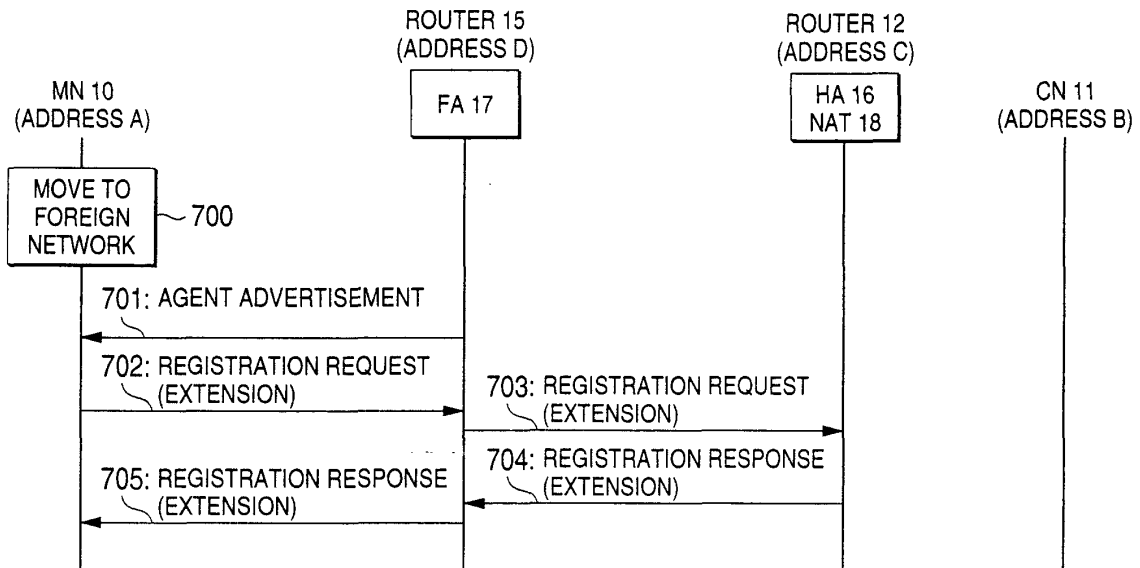 ROUTER 15
(ADDRESS D)
ROUTER 12
(ADDRESS C)
MN 10
(ADDRESS A)
FA 17
HA 16
NAT 18
CN 11
(ADDRESS B)
MOVE TO
FOREIGN
NETWORK
700
701: AGENT ADVERTISEMENT
702: REGISTRATION REQUEST
(EXTENSION)
703: REGISTRATION REQUEST
(EXTENSION)
704: REGISTRATION RESPONSE
(EXTENSION)
705: REGISTRATION RESPONSE
(EXTENSION)